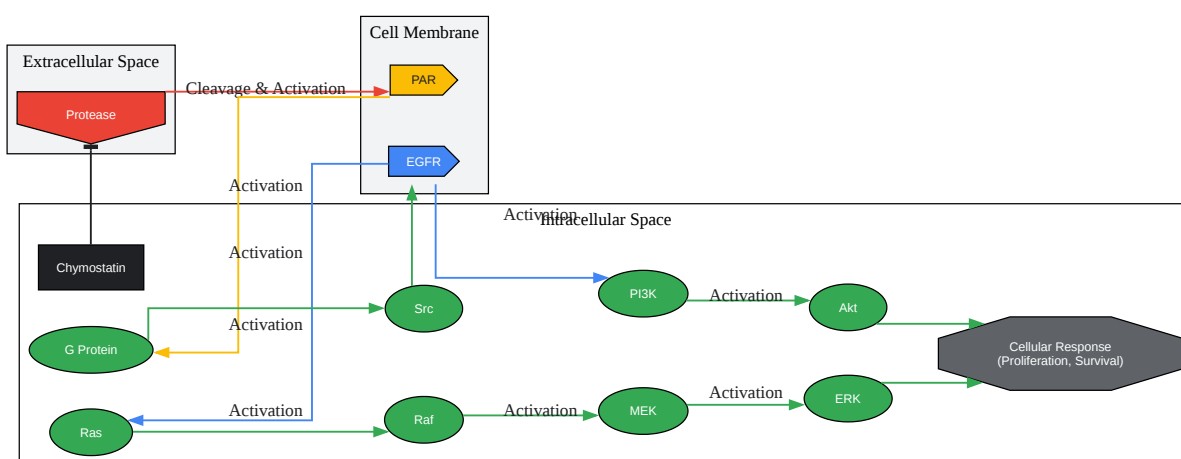 Cell Membrane
Extracellular Space
PAR
Cleavage & Activation
Protease
EGFR
Activation
Activation
Intracellular Space
Activation
Chymostatin
PI3K
Activation
Akt
Src
Activation
G Protein
Cellular Response
(Proliferation, Survival)
Activation
ERK
Activation
Raf
Activation
MEK
Ras